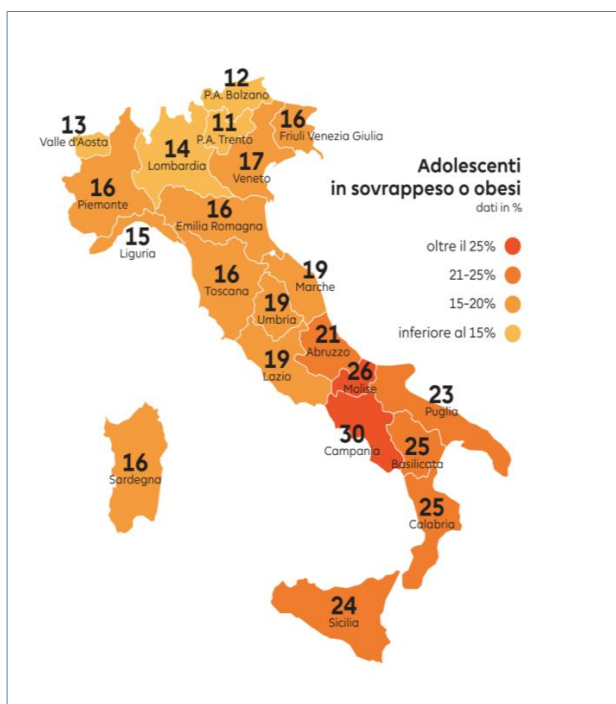 12
P.A. Bolzano
13
Valle d'Aosta
11
P.A. Trento
16
Friuli Venezia Giulia
14
Lombardia
17
Veneto
16
Piemonte
16
Emilia Romagna
15
Liguria
Adolescenti
in sovrappeso o obesi
dati in %
oltre il 25%
21-25%
15-20%
inferiore al 15%
16
Toscana
19
Marche
19
Umbria
21
Abruzzo
19
Lazio
26
Molise
23
Puglia
30
Campania
25
Basilicata
16
Sardegna
25
Calabria
24
Sicilia